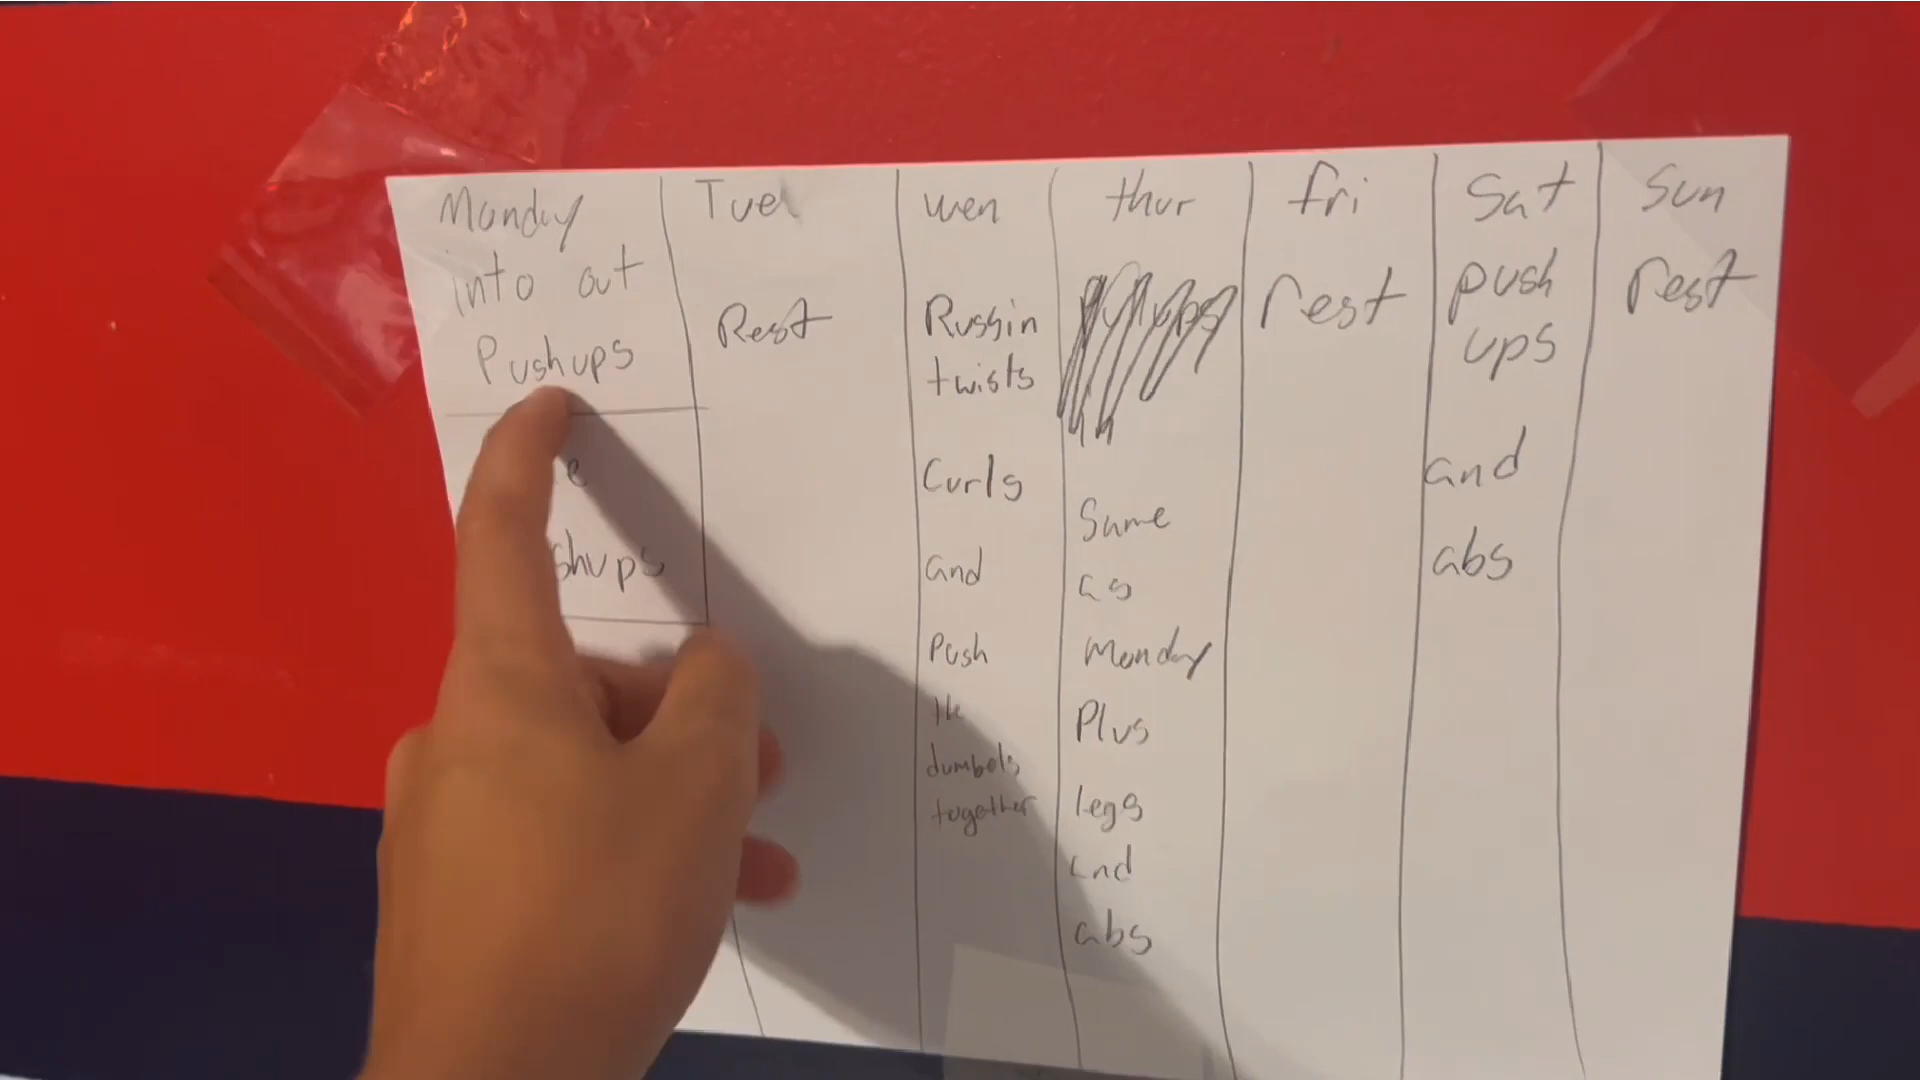 Monday
into out
Pushups
shups
Tue
Rest
wen
Russin
twists
Curls
and
Push
the
dumbels
together
thur
Same
as
Monday
Plus
legs
and
abs
fri
rest
Sat
push
ups
and
abs
Sun
rest